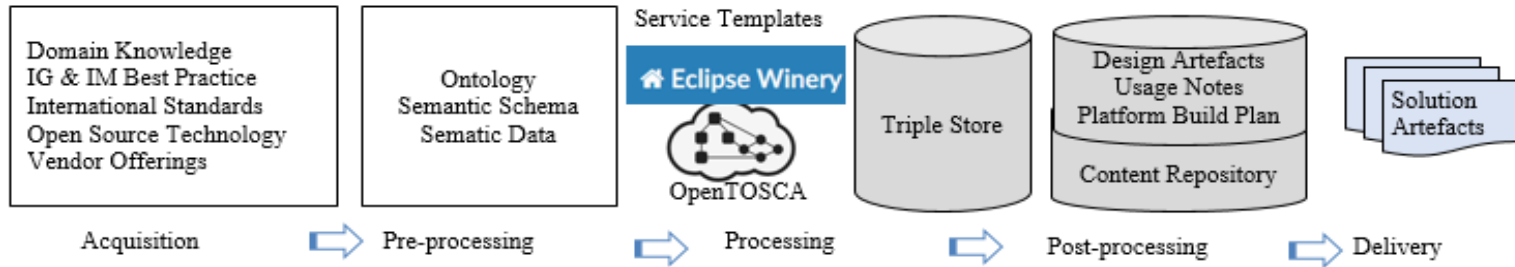 Domain Knowledge
IG & IM Best Practice
International Standards
Open Source Technology
Vendor Offerings
Ontology
Semantic Schema
Sematic Data
Service Templates
Eclipse Winery
OpenTOSCA
Triple Store
Design Artefacts
Usage Notes
Platform Build Plan
Content Repository
Solution
Artefacts
Acquisition
Pre-processing
Processing
Post-processing
Delivery